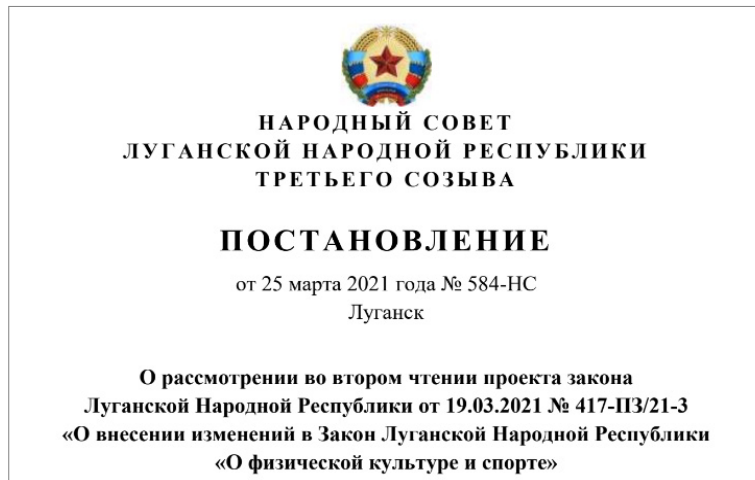 НАРОДНЫЙ СОВЕТ
ЛУГАНСКОЙ НАРОДНОЙ РЕСПУБЛИКИ
ТРЕТЬЕГО СОЗЫВА
ПОСТАНОВЛЕНИЕ
от 25 марта 2021 года № 584-НС
Луганск
О рассмотрении во втором чтении проекта закона
Луганской Народной Республики от 19.03.2021 № 417-ПЗ/21-3
«О внесении изменений в Закон Луганской Народной Республики
«О физической культуре и спорте»